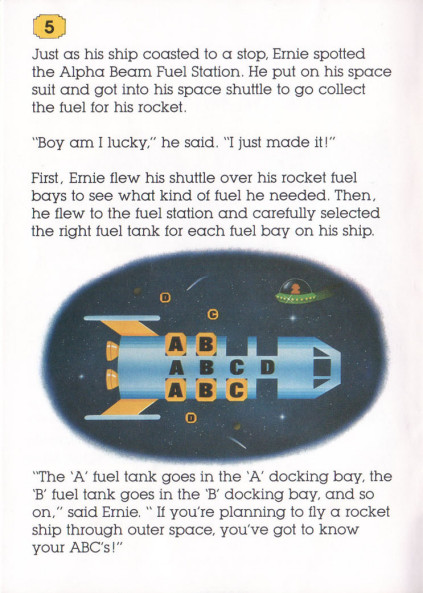 5
Just as his ship coasted to a stop, Ernie spotted
the Alpha Beam Fuel Station. He put on his space
suit and got into his space shuttle to go collect
the fuel for his rocket.
"Boy am I lucky," he said. "I just made it!"
First, Ernie flew his shuttle over his rocket fuel
bays to see what kind of fuel he needed. Then,
he flew to the fuel station and carefully selected
the right fuel tank for each fuel bay on his ship.
D
C
A B
A B C D
A B C
D
"The 'A' fuel tank goes in the 'A' docking bay, the
'B' fuel tank goes in the 'B' docking bay, and so
on," said Ernie. " If you're planning to fly a rocket
ship through outer space, you've got to know
your ABC's!"